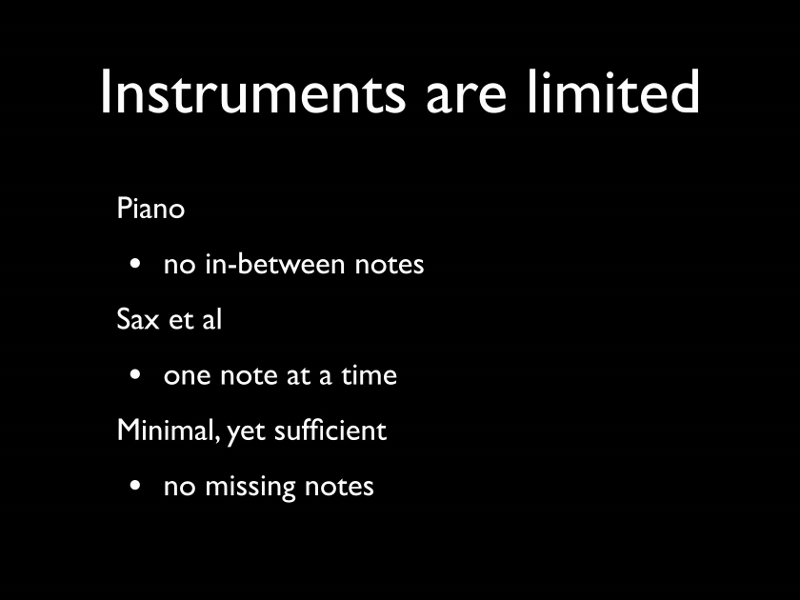 Instruments are limited
Piano
• no in-between notes
Sax et al
• one note at a time
Minimal, yet sufficient
• no missing notes